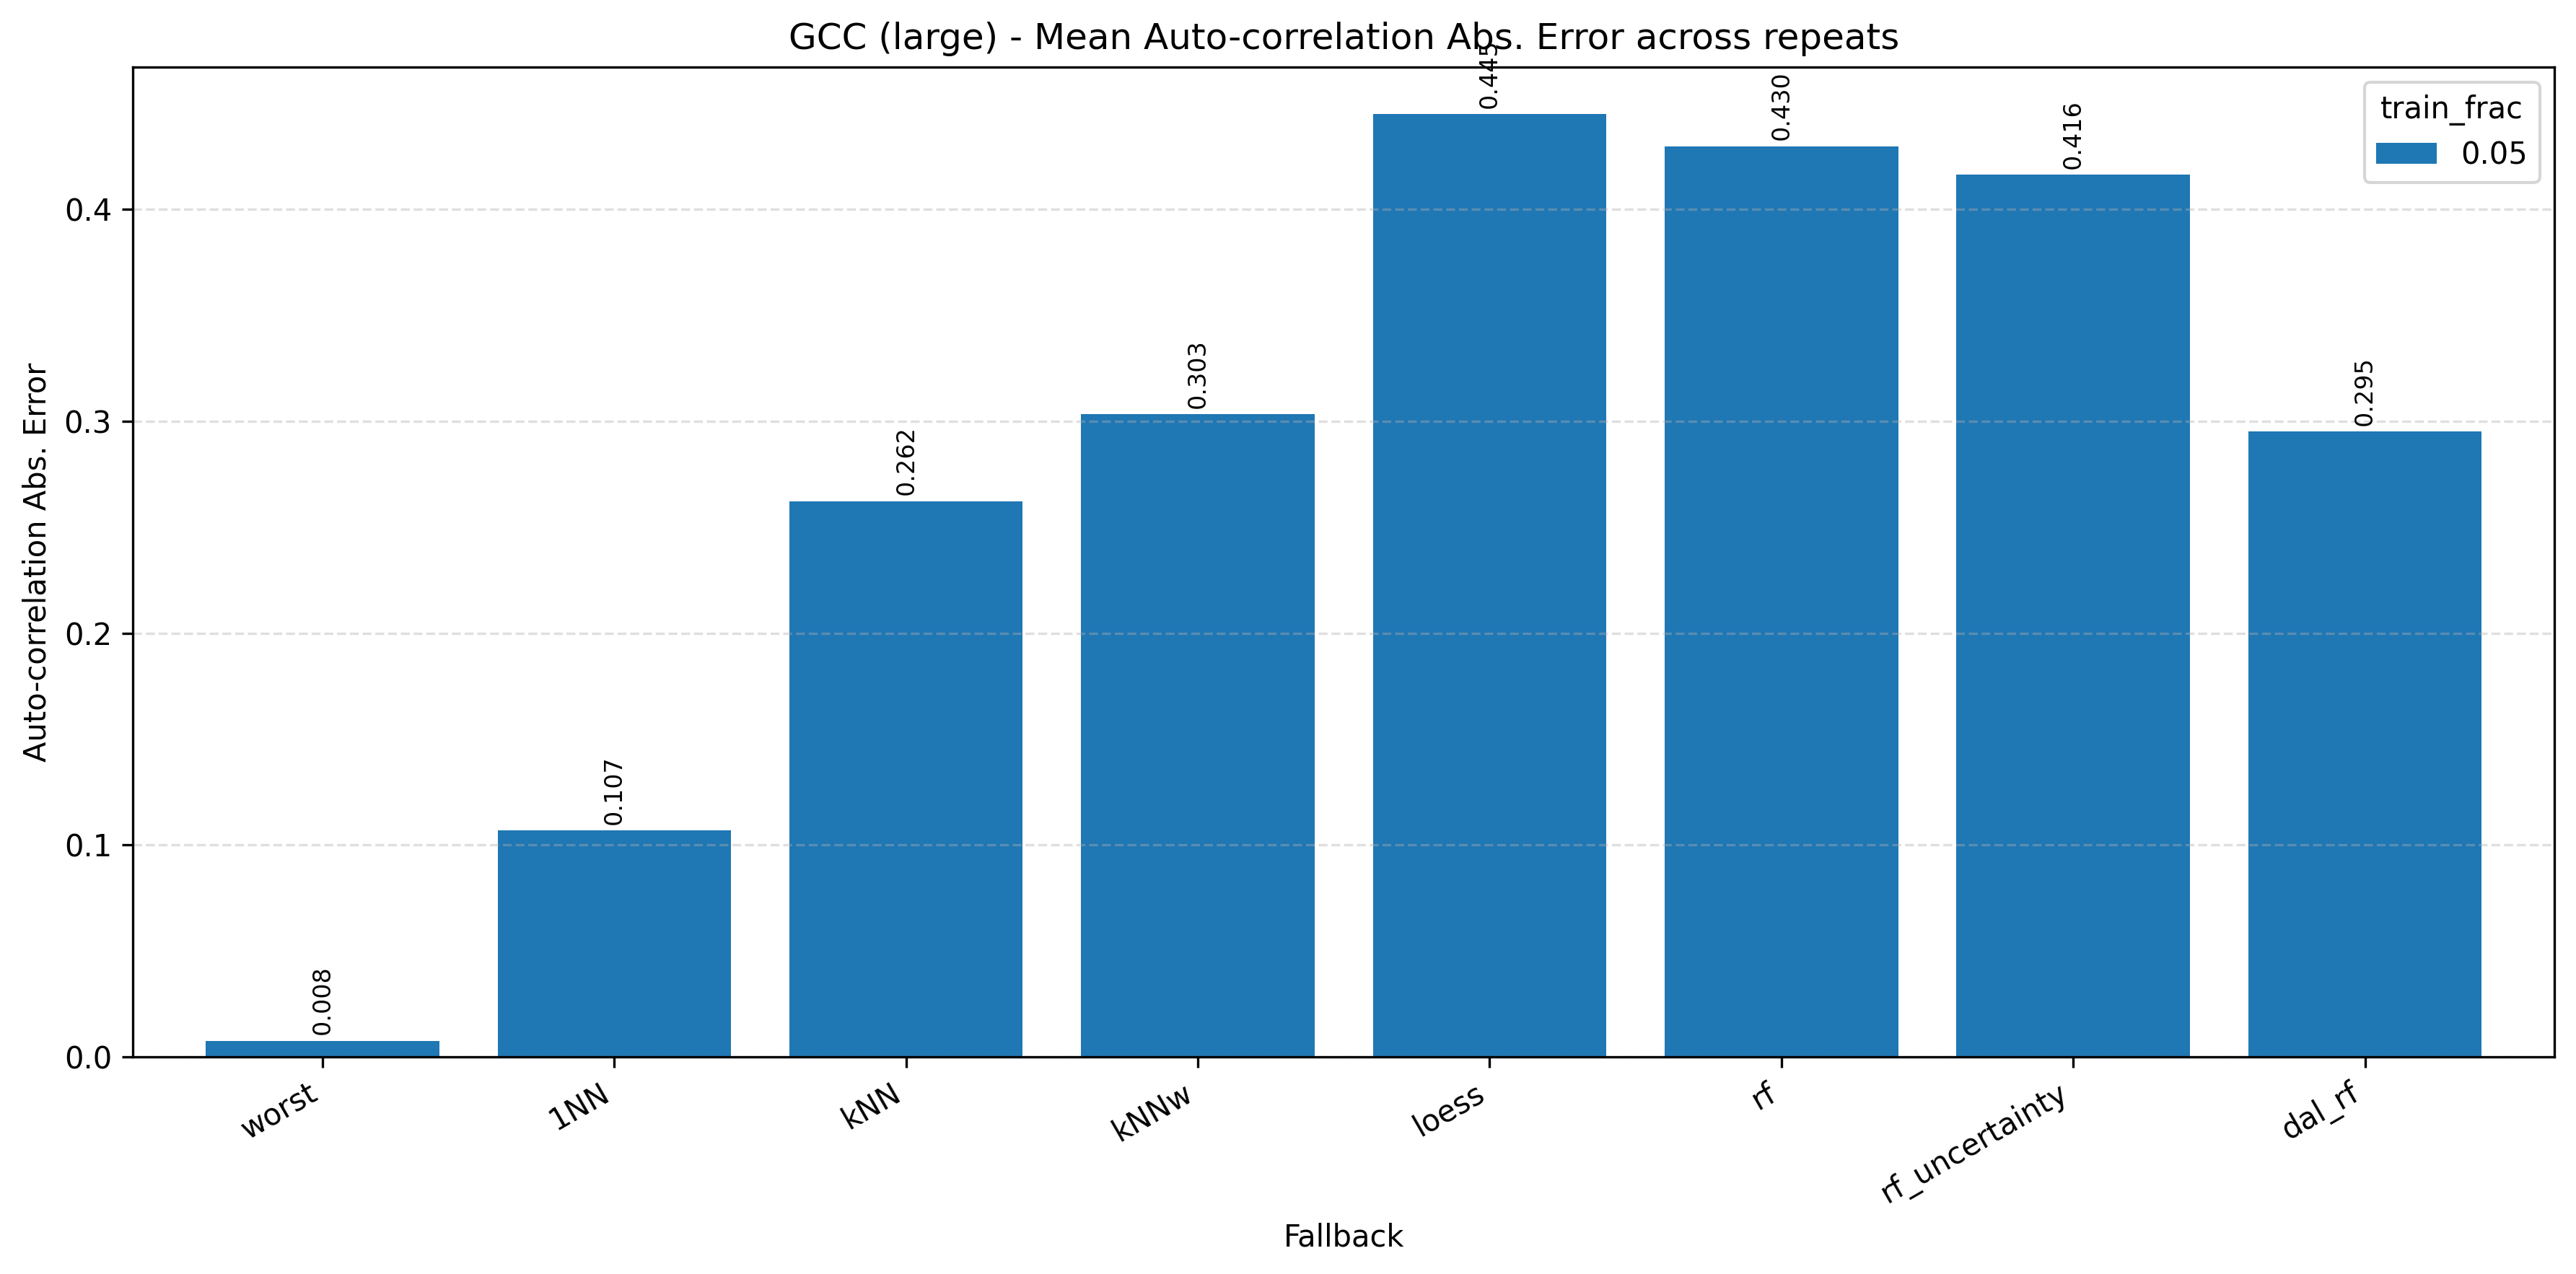 GCC (large) - Mean Auto-correlation Abs. Error across repeats
train_frac
0.05
Auto-correlation Abs. Error
0.4
0.3
0.2
0.1
0.0
0.008
0.107
0.262
0.303
0.445
0.430
0.416
0.295
worst
1NN
kNN
kNNw
loess
rf
rf_uncertainty
dal_rf
Fallback